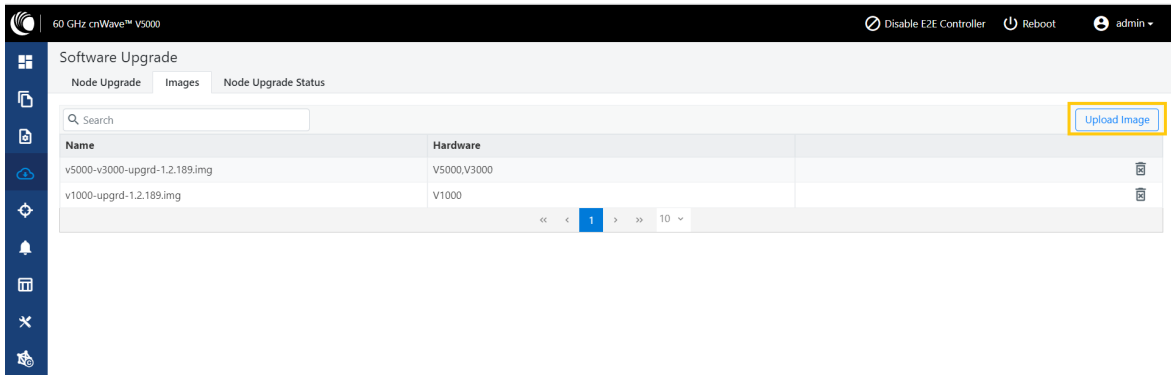 60 GHz cnWave™ V5000 Disable E2E Controller Reboot admin
Software Upgrade
Node Upgrade Images Node Upgrade Status
Search Upload Image
Name Hardware
v5000-v3000-upgrd-1.2.189.img V5000,V3000
v1000-upgrd-1.2.189.img V1000
« < 1 > » 10